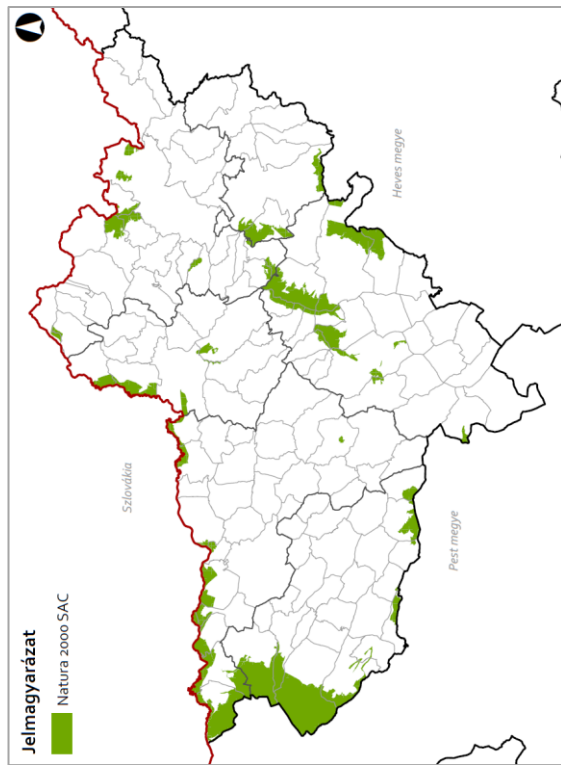 Jelmagyarázat
Natura 2000 SAC
Szlovákia
Heves megye
Pest megye